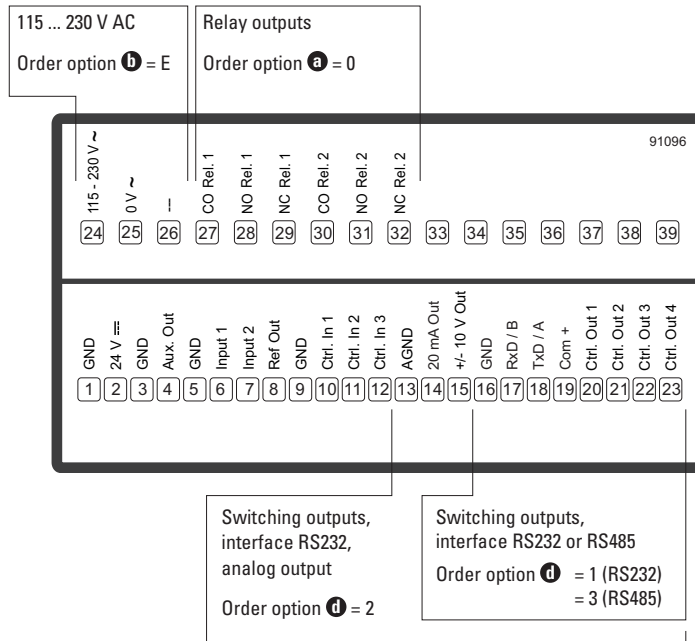 115 ... 230 V AC
Order option b = E
Relay outputs
Order option a = 0
91096
115 - 230 V ~
0 V ~
---
CO Rel. 1
NO Rel. 1
NC Rel. 1
CO Rel. 2
NO Rel. 2
NC Rel. 2
24 25 26 27 28 29 30 31 32 33 34 35 36 37 38 39
GND
24 V ⎓
GND
Aux. Out
GND
Input 1
Input 2
Ref Out
GND
Ctrl. In 1
Ctrl. In 2
Ctrl. In 3
AGND
20 mA Out
+/- 10 V Out
GND
RxD / B
TxD / A
Com +
Ctrl. Out 1
Ctrl. Out 2
Ctrl. Out 3
Ctrl. Out 4
1 2 3 4 5 6 7 8 9 10 11 12 13 14 15 16 17 18 19 20 21 22 23
Switching outputs,
interface RS232,
analog output
Order option d = 2
Switching outputs,
interface RS232 or RS485
Order option d = 1 (RS232)
= 3 (RS485)